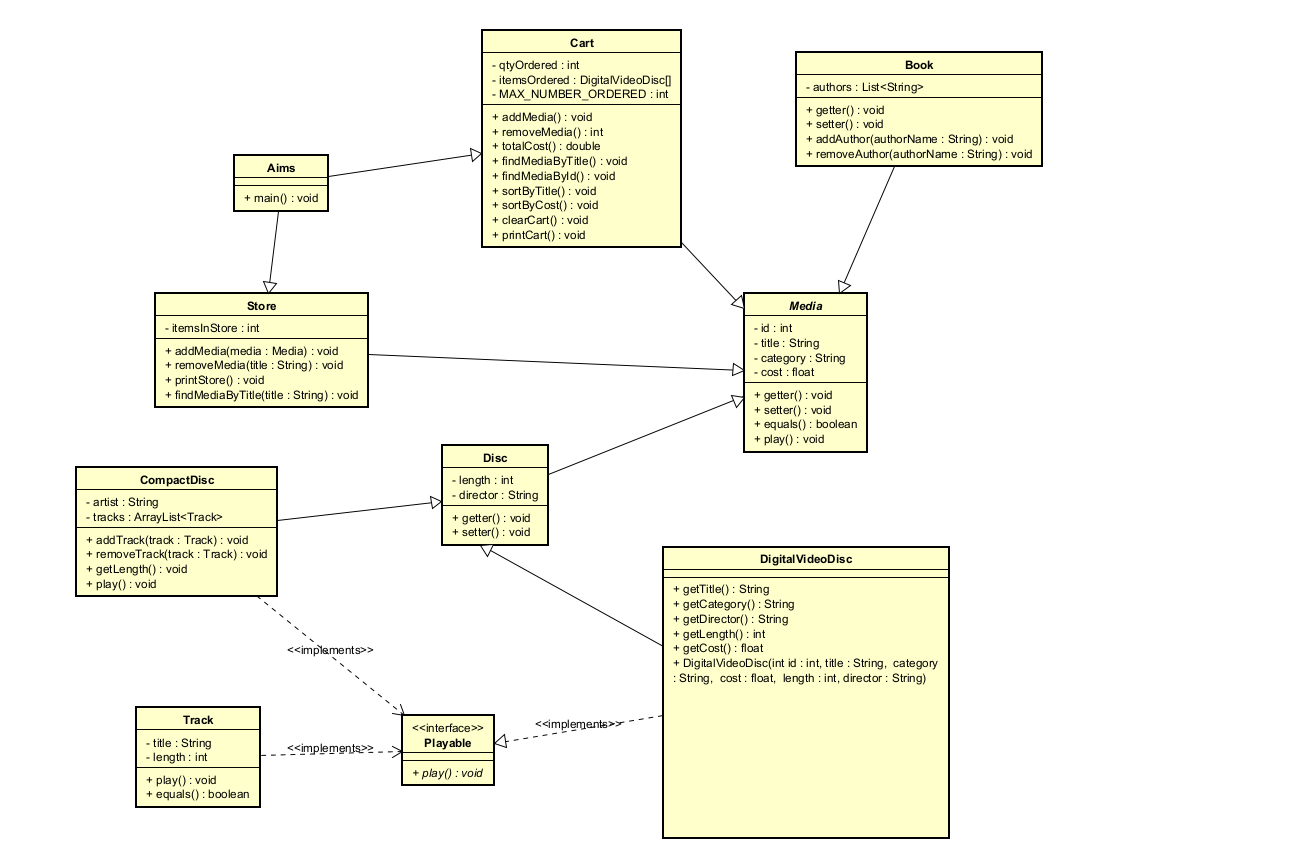 Cart
- qtyOrdered : int
- itemsOrdered : DigitalVideoDisc[]
- MAX_NUMBER_ORDERED : int
+ addMedia() : void
+ removeMedia() : int
+ totalCost() : double
+ findMediaByTitle() : void
+ findMediaById() : void
+ sortByTitle() : void
+ sortByCost() : void
+ clearCart() : void
+ printCart() : void
Book
- authors : List<String>
+ getter() : void
+ setter() : void
+ addAuthor(authorName : String) : void
+ removeAuthor(authorName : String) : void
Aims
+ main() : void
Store
- itemsInStore : int
+ addMedia(media : Media) : void
+ removeMedia(title : String) : void
+ printStore() : void
+ findMediaByTitle(title : String) : void
Media
- id : int
- title : String
- category : String
- cost : float
+ getter() : void
+ setter() : void
+ equals() : boolean
+ play() : void
Disc
- length : int
- director : String
+ getter() : void
+ setter() : void
CompactDisc
- artist : String
- tracks : ArrayList<Track>
+ addTrack(track : Track) : void
+ removeTrack(track : Track) : void
+ getLength() : void
+ play() : void
DigitalVideoDisc
+ getTitle() : String
+ getCategory() : String
+ getDirector() : String
+ getLength() : int
+ getCost() : float
+ DigitalVideoDisc(int id : int, title : String, category
: String, cost : float, length : int, director : String)
<<implements>>
Track
- title : String
- length : int
+ play() : void
+ equals() : boolean
<<implements>>
<<interface>>
Playable
+ play() : void
<<implements>>